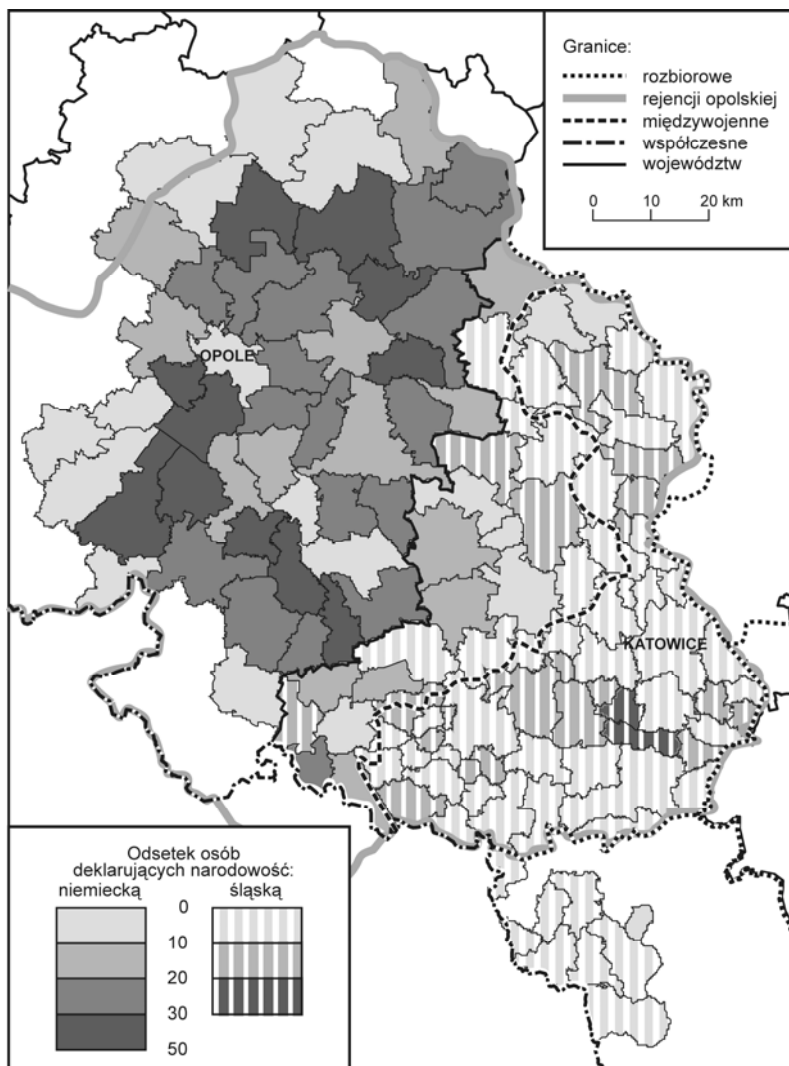 Granice:
rozbiorowe
rejencji opolskiej
międzywojenne
współczesne
województw
0 10 20 km
OPOLE
KATOWICE
Odsetek osób
deklarujących narodowość:
niemiecką śląską
0
10
20
30
50